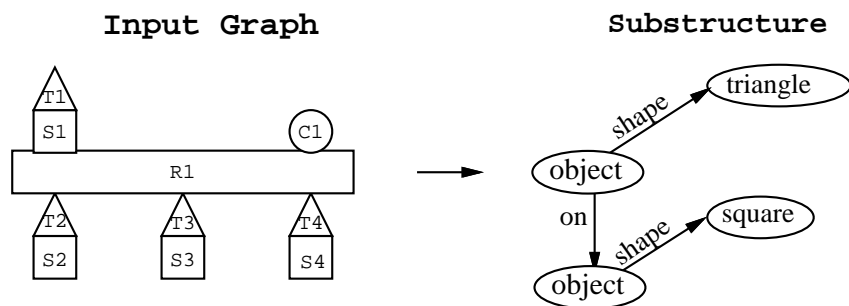 Input Graph
T1
S1
C1
R1
T2
T3
T4
S2
S3
S4
Substructure
triangle
shape
object
on
square
shape
object